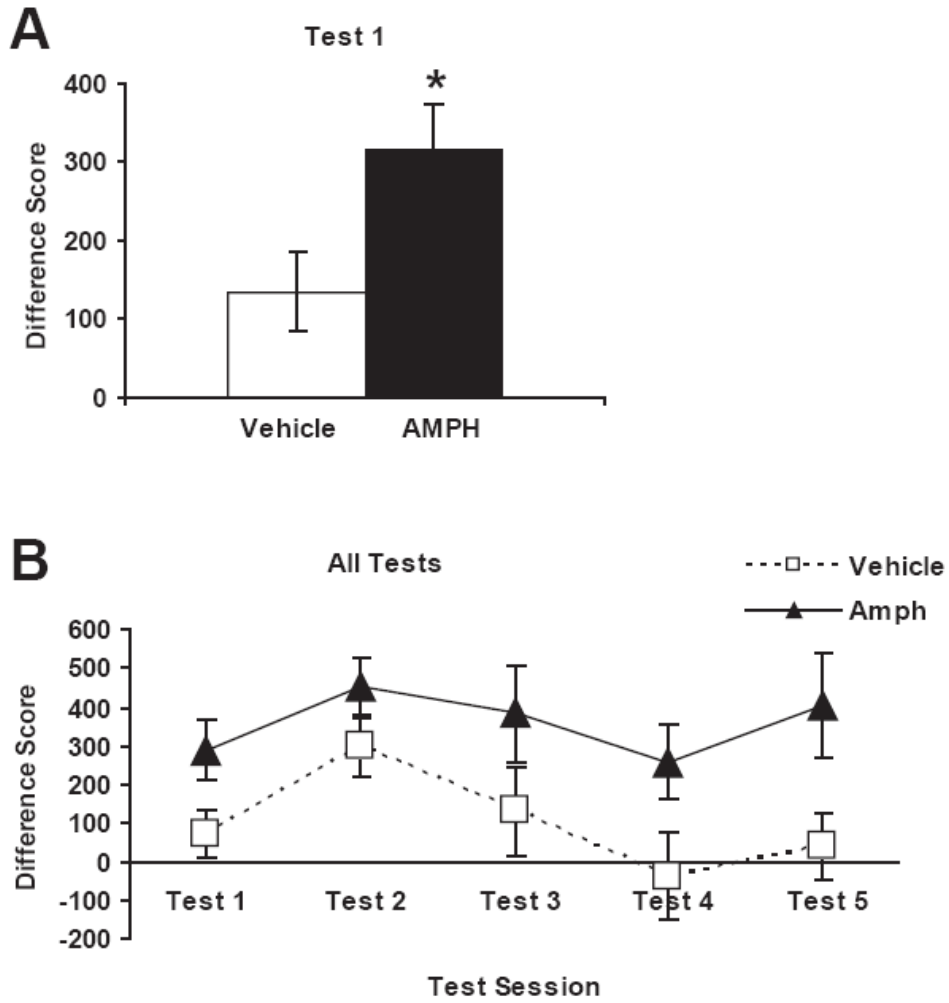 A
Test 1
*
400
300
200
100
0
Difference Score
Vehicle AMPH
B
All Tests
Vehicle
Amph
600
500
400
300
200
100
0
-100
-200
Difference Score
Test 1 Test 2 Test 3 Test 4 Test 5
Test Session